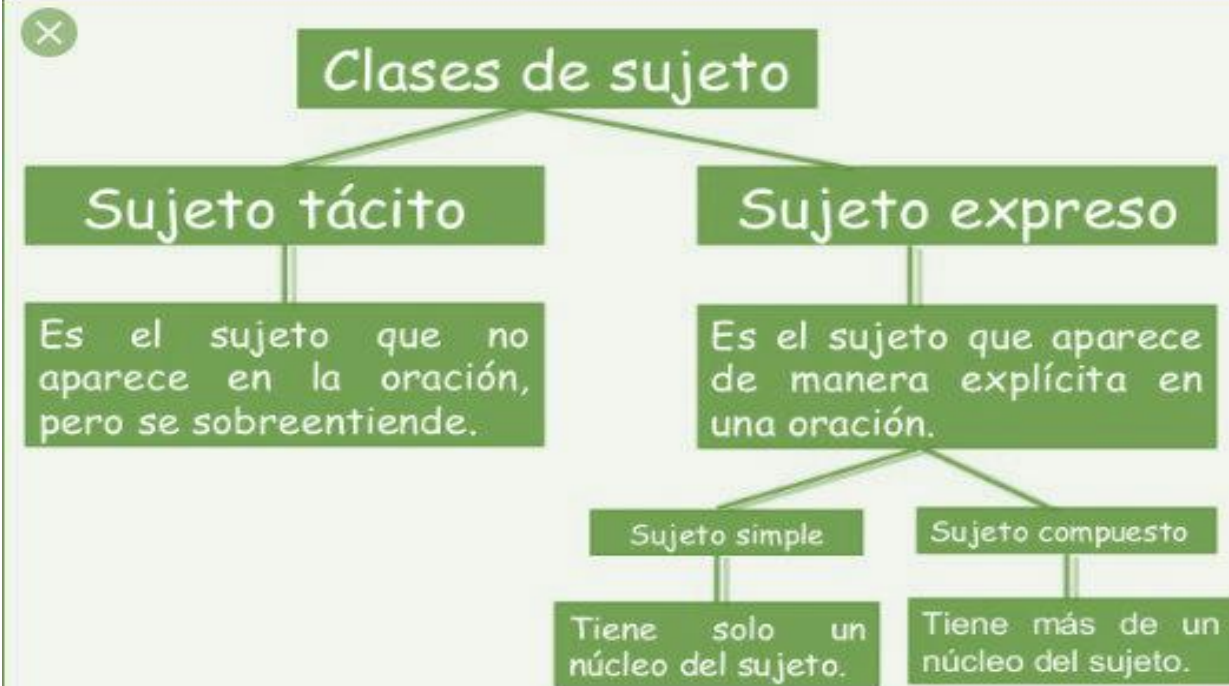 Clases de sujeto
Sujeto tácito
Es el sujeto que no
aparece en la oración,
pero se sobreentiende.
Sujeto expreso
Es el sujeto que aparece
de manera explícita en
una oración.
Sujeto simple
Tiene solo un
núcleo del sujeto.
Sujeto compuesto
Tiene más de un
núcleo del sujeto.